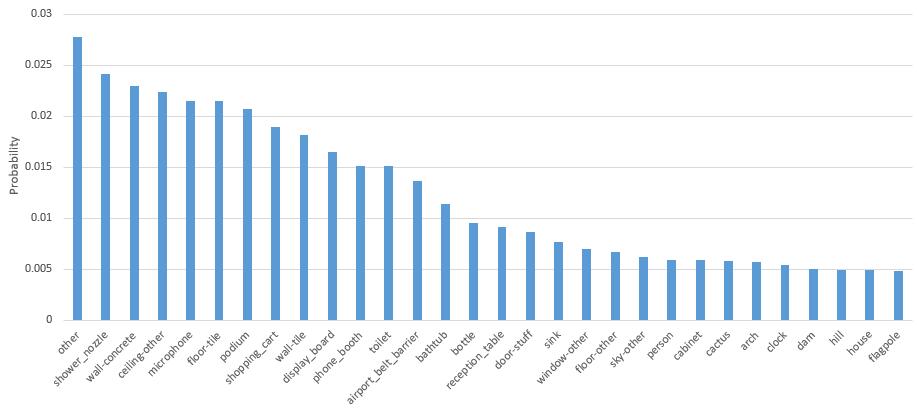 0.03
0.025
0.02
0.015
0.01
0.005
0
Probability
other
shower_nozzle
wall-concrete
ceiling-other
microphone
floor-tile
podium
shopping_cart
wall-tile
display_board
phone_booth
toilet
airport_belt_barrier
bathtub
bottle
reception_table
door-stuff
sink
window-other
floor-other
sky-other
person
cabinet
cactus
arch
clock
dam
hill
house
flagpole